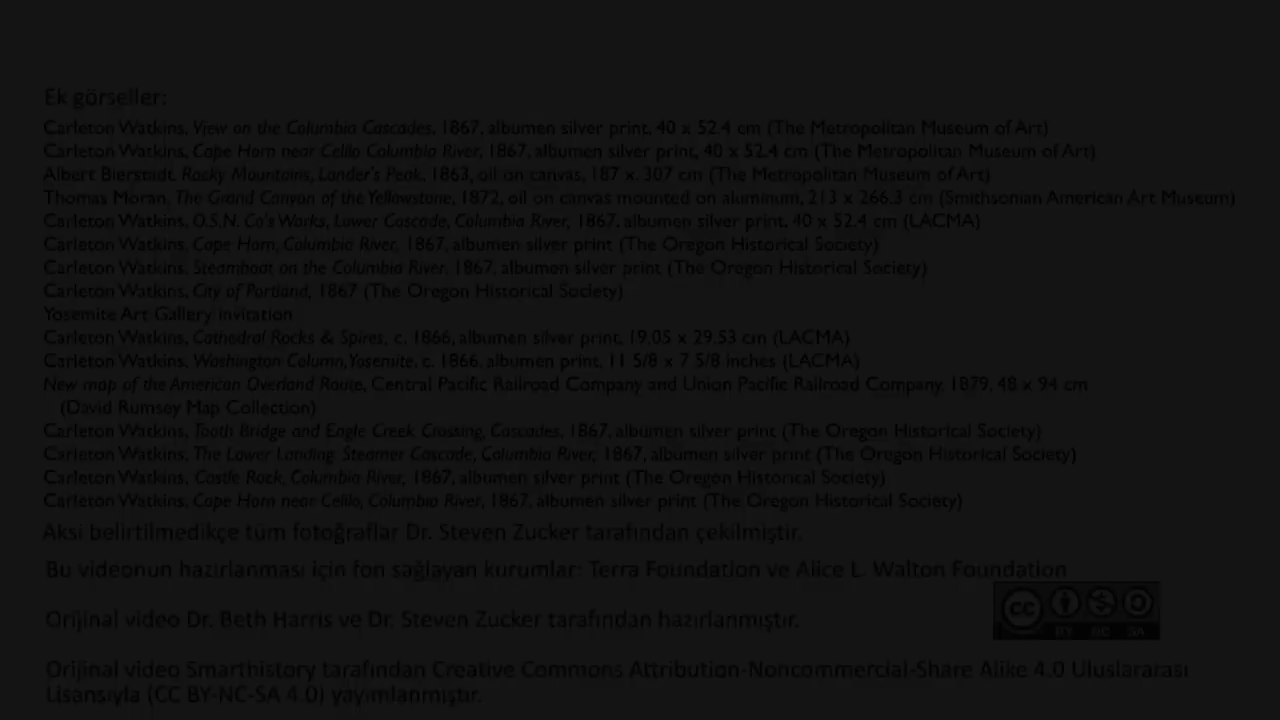 Ek görseller:
Carleton Watkins, View on the Columbia Cascades, 1867, albumen silver print, 40 x 52.4 cm (The Metropolitan Museum of Art)
Carleton Watkins, Cape Horn near Celilo Columbia River, 1867, albumen silver print, 40 x 52.4 cm (The Metropolitan Museum of Art)
Albert Bierstadt, Rocky Mountains, Lander's Peak, 1863, oil on canvas, 187 x. 307 cm (The Metropolitan Museum of Art)
Thomas Moran, The Grand Canyon of the Yellowstone, 1872, oil on canvas mounted on aluminum, 213 x 266.3 cm (Smithsonian American Art Museum)
Carleton Watkins, O.S.N. Co's Works, Lower Cascade, Columbia River, 1867, albumen silver print, 40 x 52.4 cm (LACMA)
Carleton Watkins, Cape Horn, Columbia River, 1867, albumen silver print (The Oregon Historical Society)
Carleton Watkins, Steamboat on the Columbia River, 1867, albumen silver print (The Oregon Historical Society)
Carleton Watkins, City of Portland, 1867 (The Oregon Historical Society)
Yosemite Art Gallery invitation
Carleton Watkins, Cathedral Rocks & Spires, c. 1866, albumen silver print, 19.05 x 29.53 cm (LACMA)
Carleton Watkins, Washington Column, Yosemite, c. 1866, albumen print, 11 5/8 x 7 5/8 inches (LACMA)
New map of the American Overland Route, Central Pacific Railroad Company and Union Pacific Railroad Company, 1879, 48 x 94 cm
(David Rumsey Map Collection)
Carleton Watkins, Tooth Bridge and Eagle Creek Crossing, Cascades, 1867, albumen silver print (The Oregon Historical Society)
Carleton Watkins, The Lower Landing. Steamer Cascade, Columbia River, 1867, albumen silver print (The Oregon Historical Society)
Carleton Watkins, Castle Rock, Columbia River, 1867, albumen silver print (The Oregon Historical Society)
Carleton Watkins, Cape Horn near Celilo, Columbia River, 1867, albumen silver print (The Oregon Historical Society)
Aksi belirtilmedikçe tüm fotoğraflar Dr. Steven Zucker tarafından çekilmiştir.
Bu videonun hazırlanması için fon sağlayan kurumlar: Terra Foundation ve Alice L. Walton Foundation
Orijinal video Dr. Beth Harris ve Dr. Steven Zucker tarafından hazırlanmıştır.
CC BY NC SA
Orijinal video Smarthistory tarafından Creative Commons Attribution-Noncommercial-Share Alike 4.0 Uluslararası
Lisansıyla (CC BY-NC-SA 4.0) yayımlanmıştır.